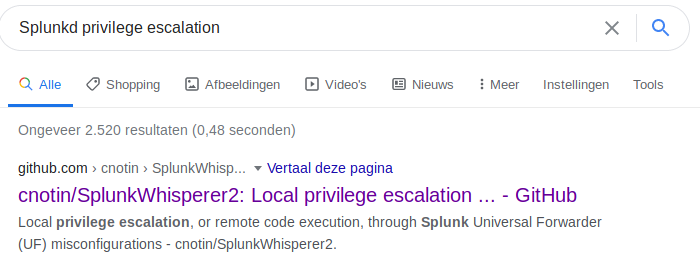 Splunkd privilege escalation
Alle Shopping Afbeeldingen Video's Nieuws Meer Instellingen Tools
Ongeveer 2.520 resultaten (0,48 seconden)
github.com › cnotin › SplunkWhisp... Vertaal deze pagina
cnotin/SplunkWhisperer2: Local privilege escalation ... - GitHub
Local privilege escalation, or remote code execution, through Splunk Universal Forwarder
(UF) misconfigurations - cnotin/SplunkWhisperer2.